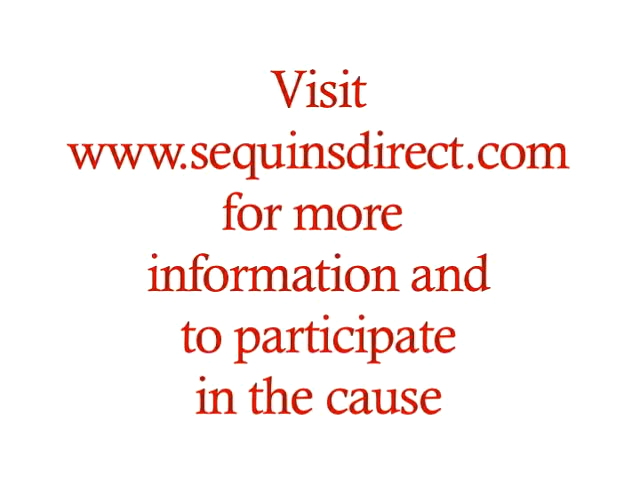 Visit
www.sequinsdirect.com
for more
information and
to participate
in the cause